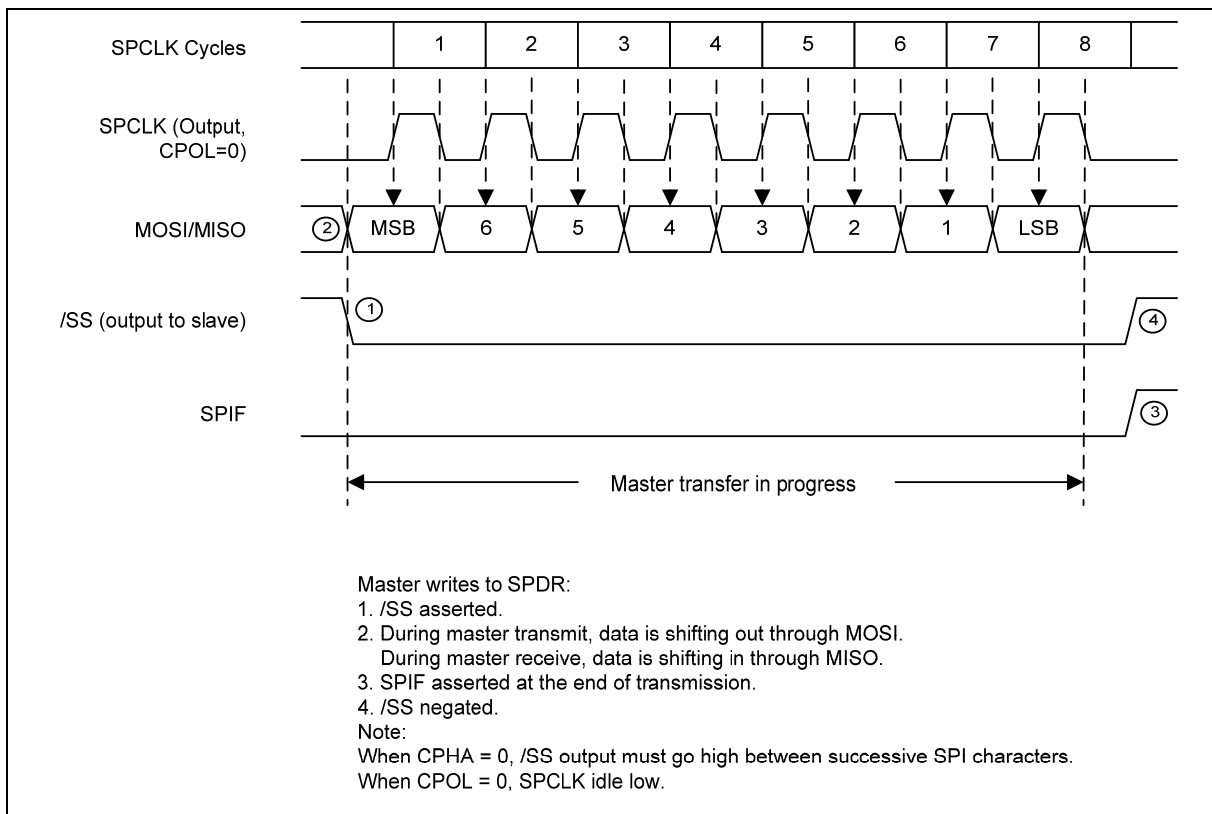 SPCLK Cycles
1 2 3 4 5 6 7 8
SPCLK (Output,
CPOL=0)
MOSI/MISO
2 MSB 6 5 4 3 2 1 LSB
/SS (output to slave)
1
4
SPIF
3
Master transfer in progress
Master writes to SPDR:
1. /SS asserted.
2. During master transmit, data is shifting out through MOSI.
During master receive, data is shifting in through MISO.
3. SPIF asserted at the end of transmission.
4. /SS negated.
Note:
When CPHA = 0, /SS output must go high between successive SPI characters.
When CPOL = 0, SPCLK idle low.